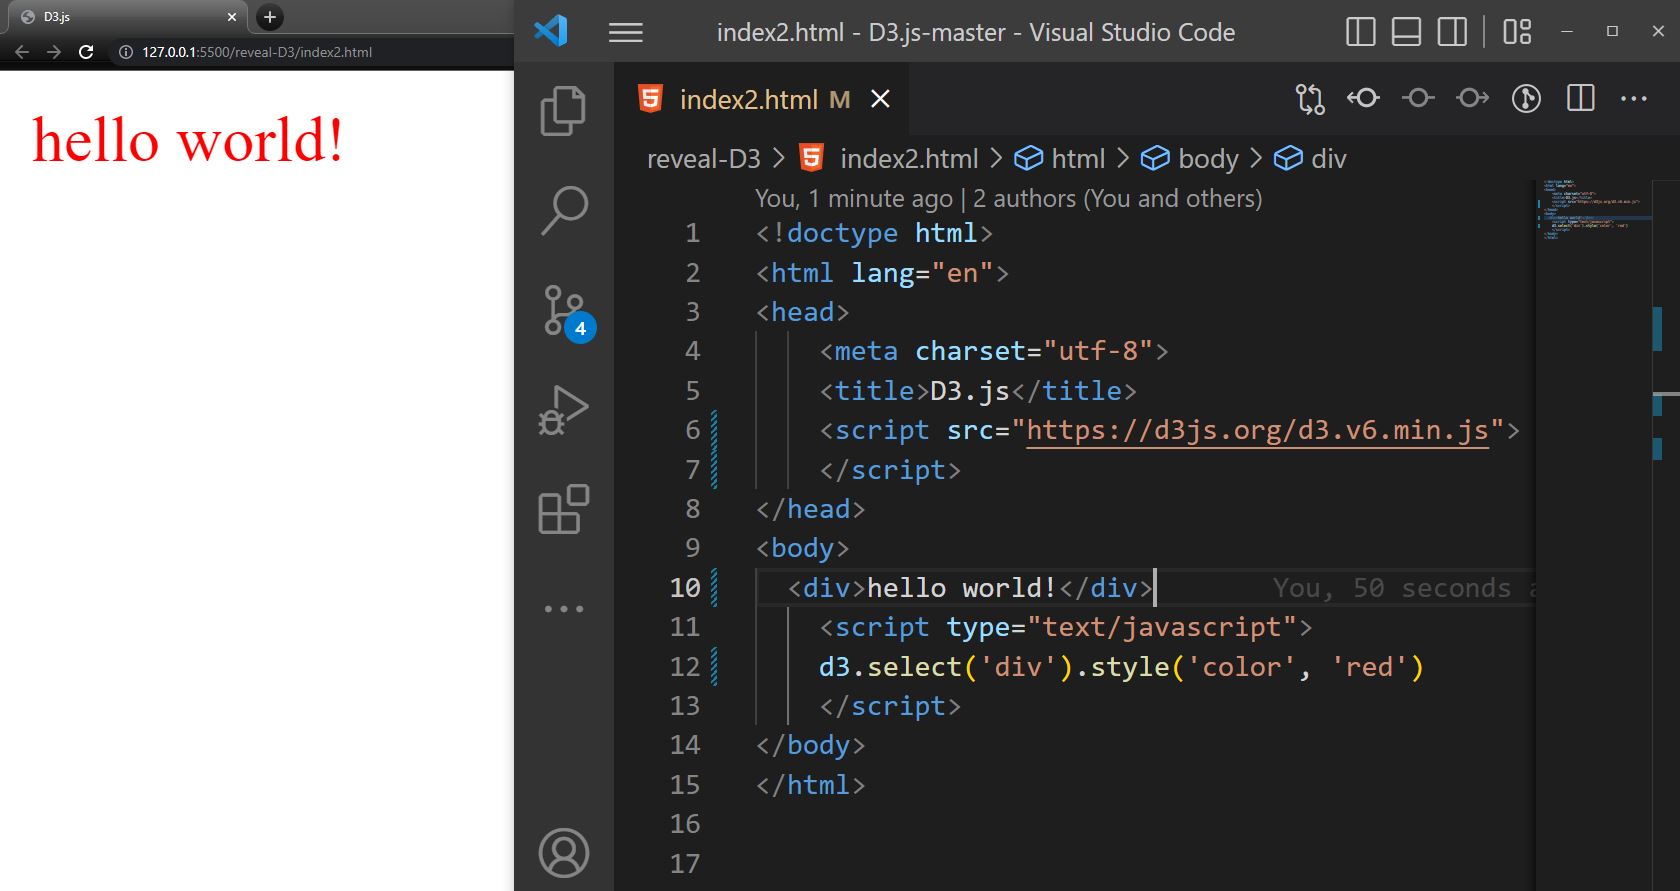 D3.js
127.0.0.1:5500/reveal-D3/index2.html
hello world!
index2.html - D3.js-master - Visual Studio Code
index2.html M
reveal-D3 > index2.html > html > body > div
You, 1 minute ago | 2 authors (You and others)
1 <!doctype html>
2 <html lang="en">
3 <head>
4 <meta charset="utf-8">
5 <title>D3.js</title>
6 <script src="https://d3js.org/d3.v6.min.js">
7 </script>
8 </head>
9 <body>
10 <div>hello world!</div> You, 50 seconds a
11 <script type="text/javascript">
12 d3.select('div').style('color', 'red')
13 </script>
14 </body>
15 </html>
16
17
4